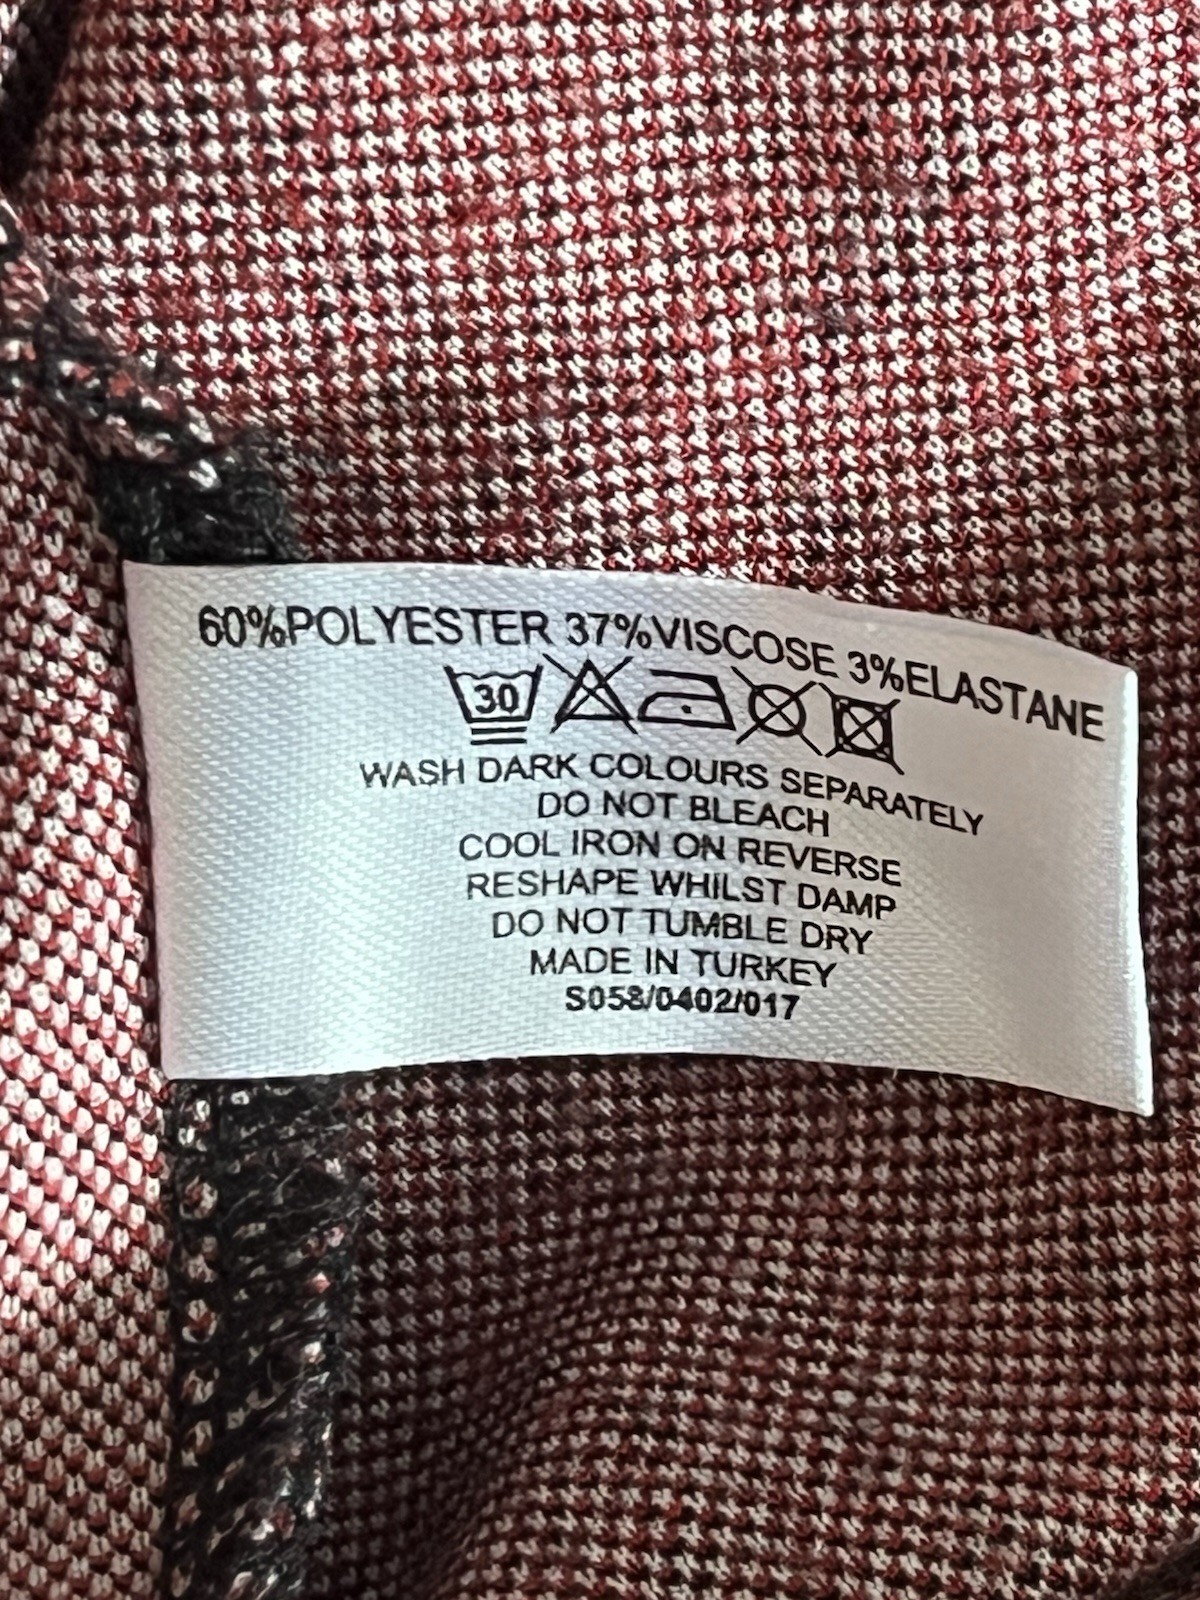 60%POLYESTER 37%VISCOSE 3%ELASTANE
30
WASH DARK COLOURS SEPARATELY
DO NOT BLEACH
COOL IRON ON REVERSE
RESHAPE WHILST DAMP
DO NOT TUMBLE DRY
MADE IN TURKEY
S058/0402/017